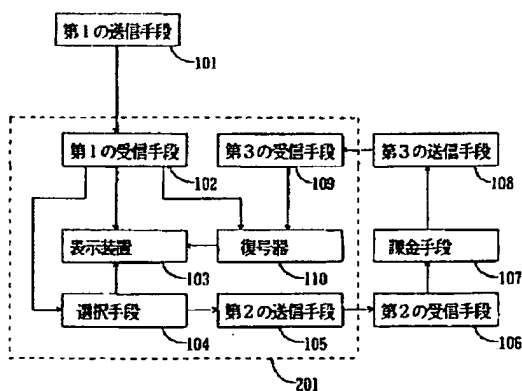 第1の送信手段
101
第1の受信手段
102
第3の受信手段
109
第3の送信手段
108
表示装置
103
復号器
110
課金手段
107
選択手段
104
第2の送信手段
105
第2の受信手段
106
201